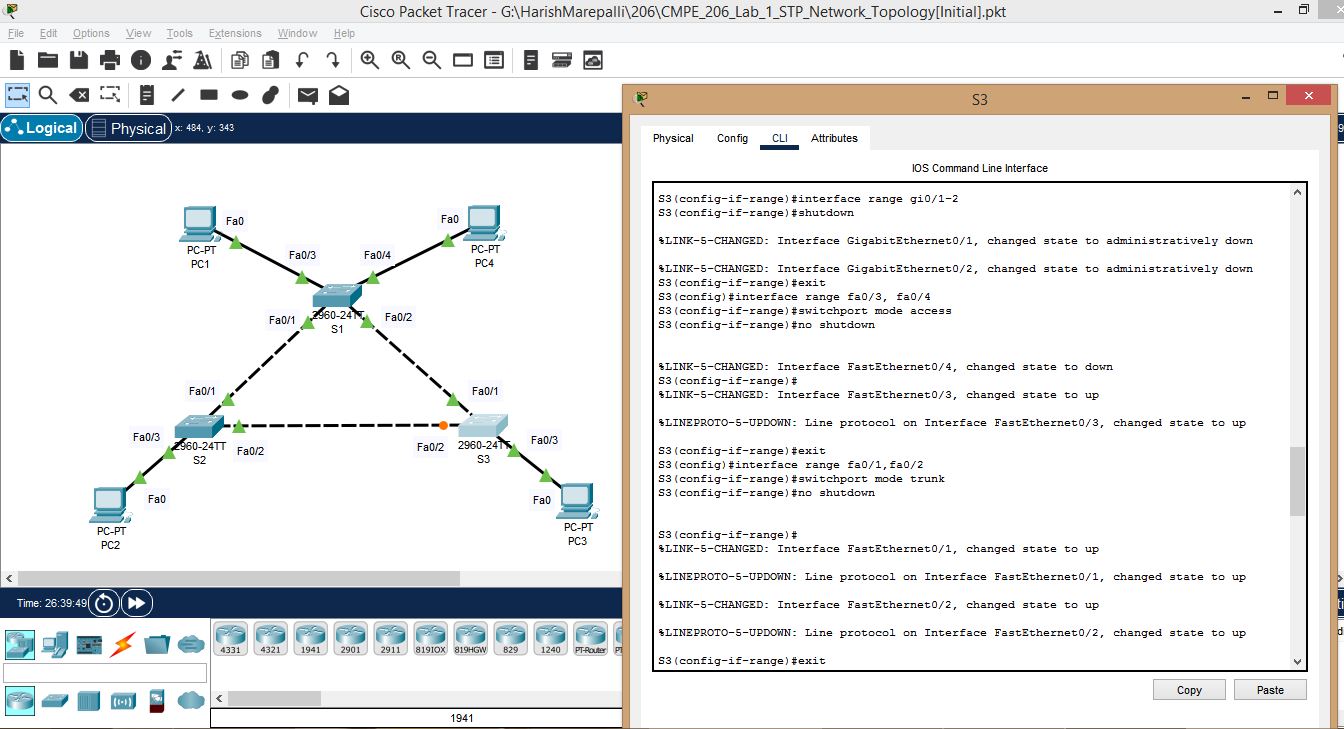 Cisco Packet Tracer - G:\HarishMarepalli\206\CMPE_206_Lab_1_STP_Network_Topology[Initial].pkt
File Edit Options View Tools Extensions Window Help
Logical Physical x: 484, y: 343
Fa0
Fa0
PC-PT
PC1
PC-PT
PC4
Fa0/3
Fa0/4
Fa0/1
2960-24TT
S1
Fa0/2
Fa0/1
Fa0/1
Fa0/3
2960-24TT
S2
Fa0/2
Fa0/2
2960-24TT
S3
Fa0/3
Fa0
Fa0
PC-PT
PC2
PC-PT
PC3
Time: 26:39:49
4331 4321 1941 2901 2911 819IOX 819HGW 829 1240 PT-Router
1941
S3
Physical Config CLI Attributes
IOS Command Line Interface
S3(config-if-range)#interface range gi0/1-2
S3(config-if-range)#shutdown
%LINK-5-CHANGED: Interface GigabitEthernet0/1, changed state to administratively down
%LINK-5-CHANGED: Interface GigabitEthernet0/2, changed state to administratively down
S3(config-if-range)#exit
S3(config)#interface range fa0/3, fa0/4
S3(config-if-range)#switchport mode access
S3(config-if-range)#no shutdown
%LINK-5-CHANGED: Interface FastEthernet0/4, changed state to down
S3(config-if-range)#
%LINK-5-CHANGED: Interface FastEthernet0/3, changed state to up
%LINEPROTO-5-UPDOWN: Line protocol on Interface FastEthernet0/3, changed state to up
S3(config-if-range)#exit
S3(config)#interface range fa0/1,fa0/2
S3(config-if-range)#switchport mode trunk
S3(config-if-range)#no shutdown
S3(config-if-range)#
%LINK-5-CHANGED: Interface FastEthernet0/1, changed state to up
%LINEPROTO-5-UPDOWN: Line protocol on Interface FastEthernet0/1, changed state to up
%LINK-5-CHANGED: Interface FastEthernet0/2, changed state to up
%LINEPROTO-5-UPDOWN: Line protocol on Interface FastEthernet0/2, changed state to up
S3(config-if-range)#exit
Copy Paste